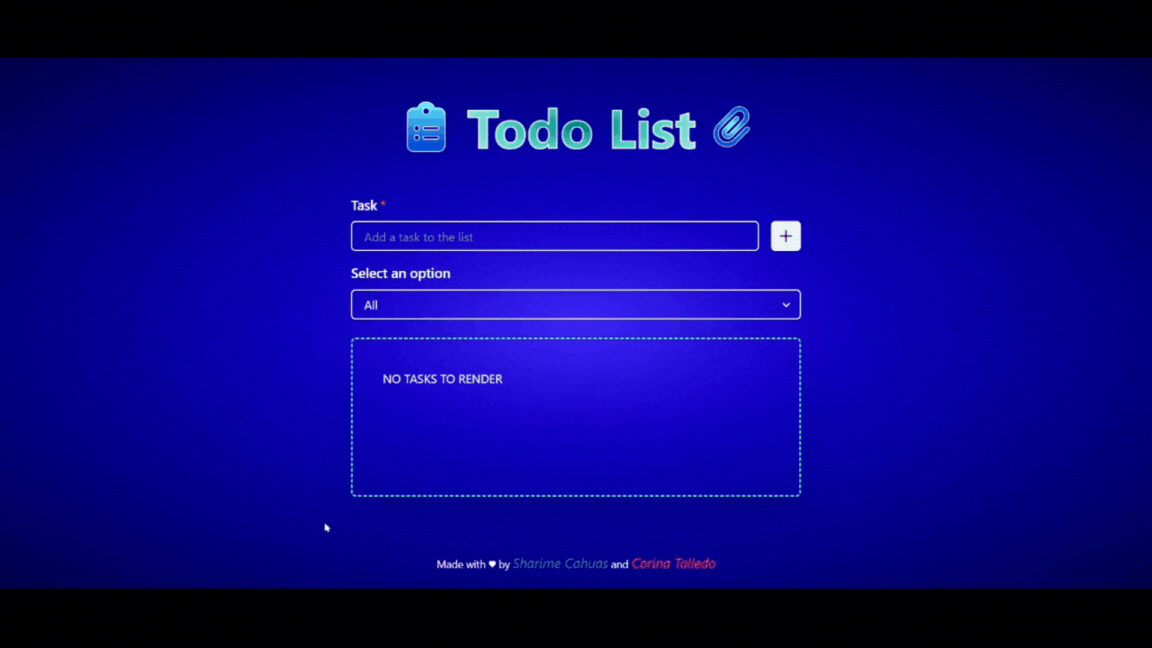 Todo List
Task *
Add a task to the list
+
Select an option
All
NO TASKS TO RENDER
Made with ♥ by Sharime Cahuas and Corina Talledo